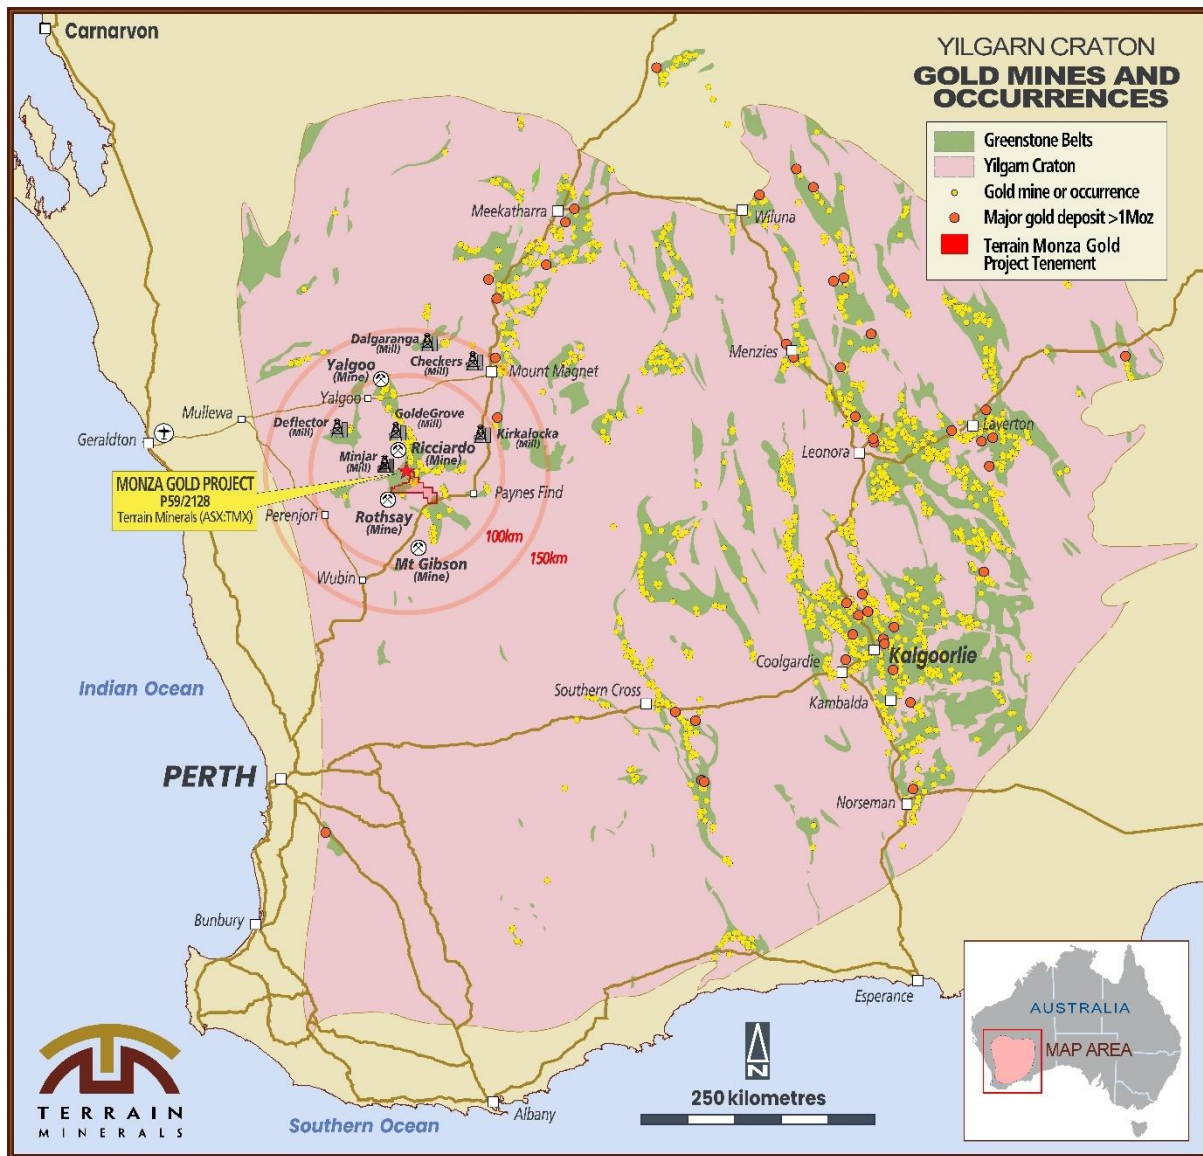 Carnarvon
YILGARN CRATON
GOLD MINES AND
OCCURRENCES
Greenstone Belts
Yilgarn Craton
Gold mine or occurrence
Major gold deposit >1Moz
Terrain Monza Gold
Project Tenement
Meekatharra
Wiluna
Dalgaranga
(Mill)
Checkers
(Mill)
Mount Magnet
Menzies
Yalgoo
(Mine)
Yalgoo
Mullewa
Geraldton
Deflector
(Mill)
GoldeGrove
(Mill)
Kirkalocka
(Mill)
Laverton
Leonora
Minjar
(Mill)
Ricciardo
(Mine)
MONZA GOLD PROJECT
P59/2128
Terrain Minerals (ASX:TMX)
Paynes Find
Perenjori
Rothsay
(Mine)
100km
150km
Mt Gibson
(Mine)
Wubin
Kalgoorlie
Coolgardie
Kambalda
Indian Ocean
Southern Cross
PERTH
Norseman
Bunbury
Esperance
AUSTRALIA
MAP AREA
N
250 kilometres
Albany
Southern Ocean
TERRAIN
MINERALS